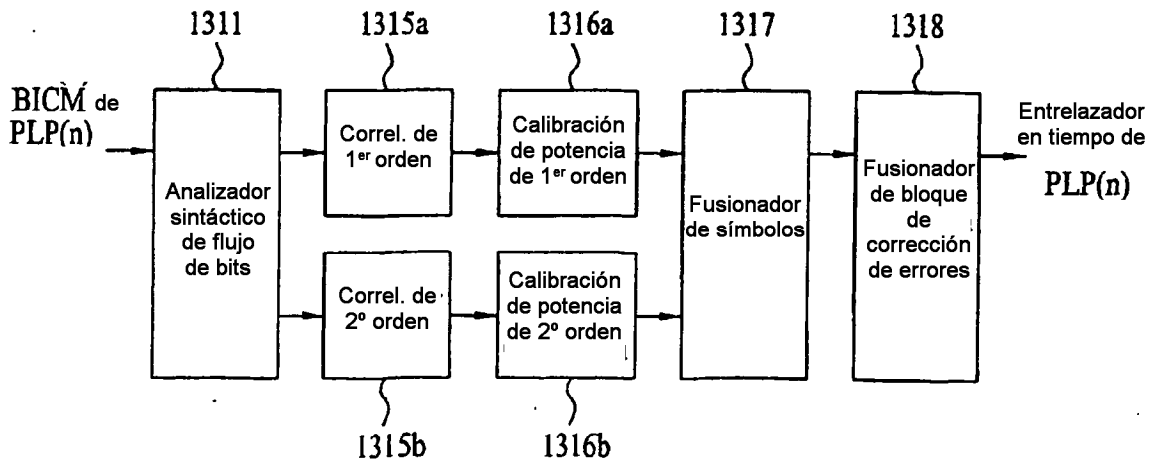 1311
1315a
1316a
1317
1318
BICM de
PLP(n)
Analizador
sintáctico
de flujo
de bits
Correl. de
1er orden
Calibración
de potencia
de 1er orden
Correl. de
2º orden
Calibración
de potencia
de 2º orden
Fusionador
de símbolos
Fusionador
de bloque
de
corrección
de errores
Entrelazador
en tiempo de
PLP(n)
1315b
1316b